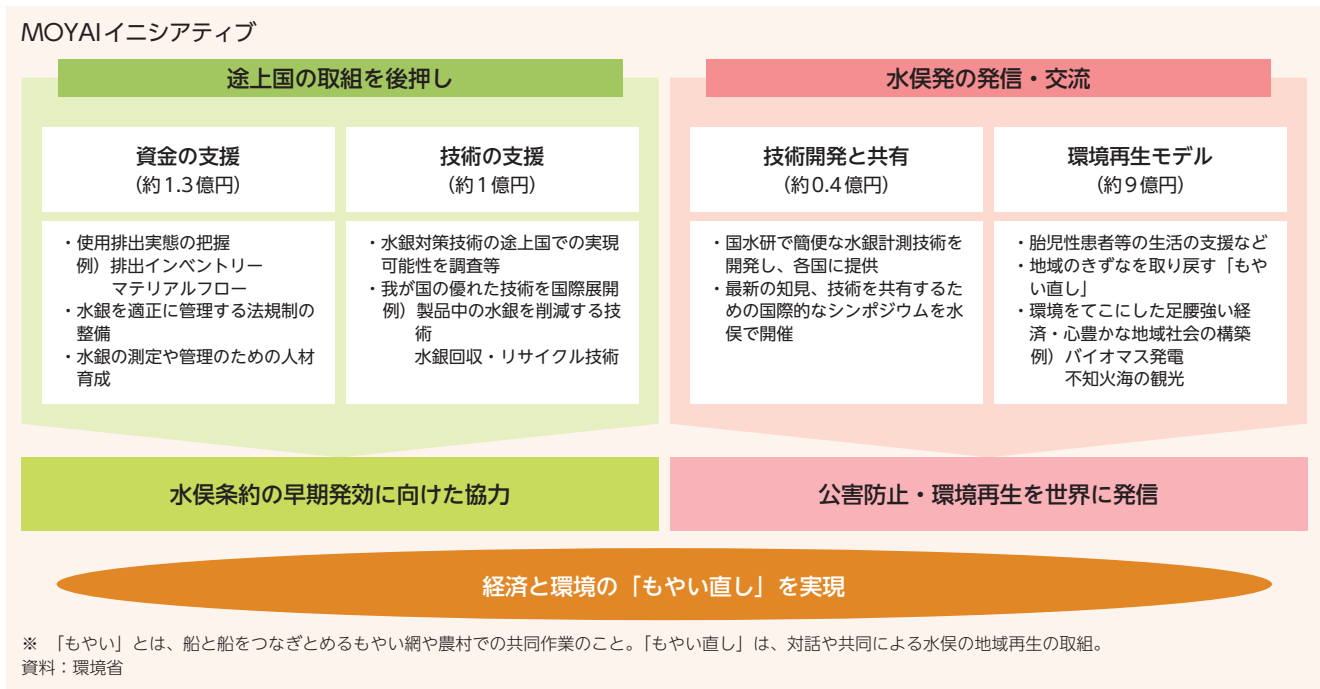 MOYAIイニシアティブ
途上国の取組を後押し
資金の支援
（約1.3億円）
・使用排出実態の把握
例）排出インベントリー
マテリアルフロー
・水銀を適正に管理する法規制の
整備
・水銀の測定や管理のための人材
育成
技術の支援
（約1億円）
・水銀対策技術の途上国での実現
可能性を調査等
・我が国の優れた技術を国際展開
例）製品中の水銀を削減する技
術
水銀回収・リサイクル技術
水俣条約の早期発効に向けた協力
水俣発の発信・交流
技術開発と共有
（約0.4億円）
・国水研で簡便な水銀計測技術を
開発し、各国に提供
・最新の知見、技術を共有するた
めの国際的なシンポジウムを水
俣で開催
環境再生モデル
（約9億円）
・胎児性患者等の生活の支援など
・地域のきずなを取り戻す「もや
い直し」
・環境をてこにした足腰強い経
済・心豊かな地域社会の構築
例）バイオマス発電
不知火海の観光
公害防止・環境再生を世界に発信
経済と環境の「もやい直し」を実現
※　「もやい」とは、船と船をつなぎとめるもやい網や農村での共同作業のこと。「もやい直し」は、対話や共同による水俣の地域再生の取組。
資料：環境省